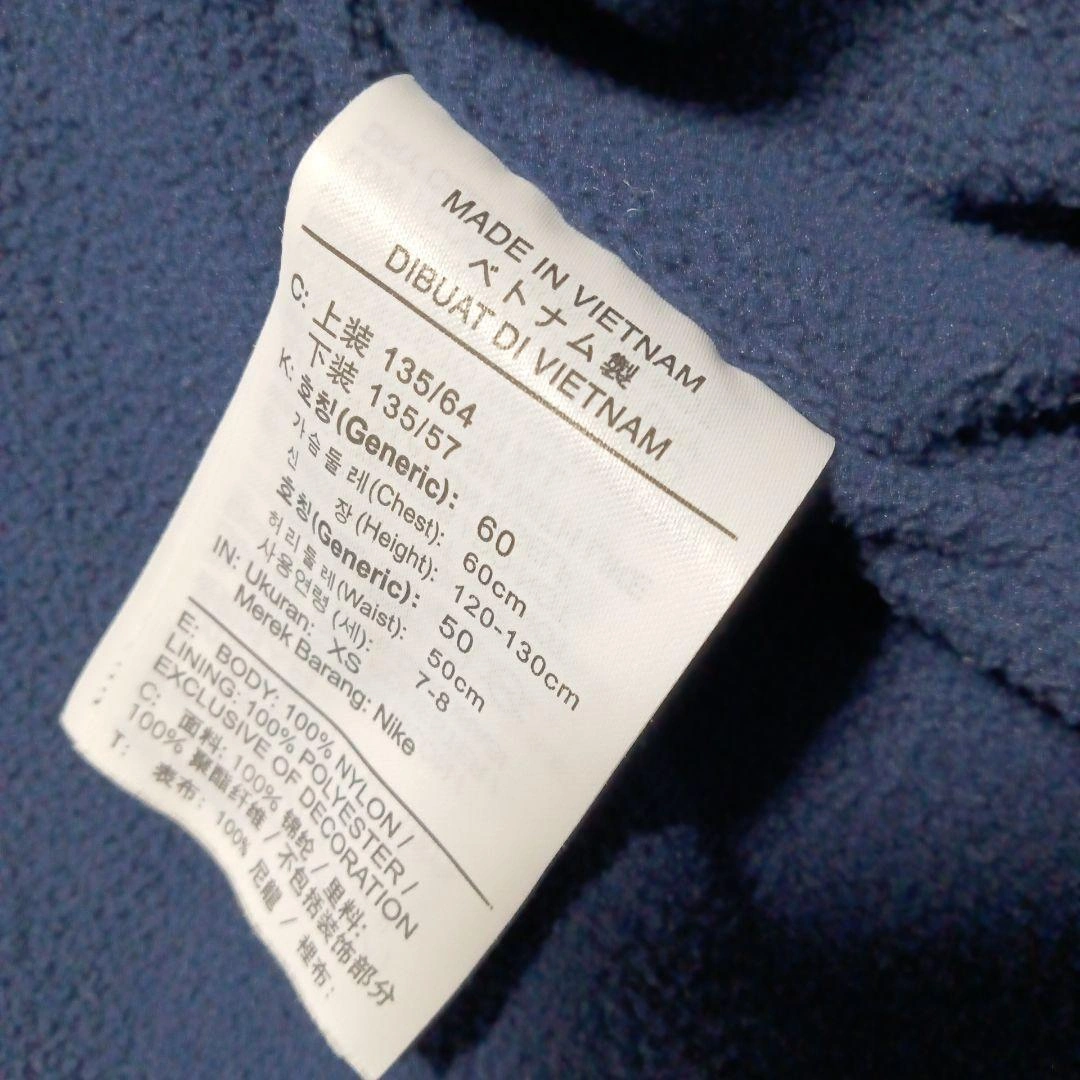 MADE IN VIETNAM
ベトナム製
DIBUAT DI VIETNAM
C: 上装 135/64
下装 135/57
K: 호칭(Generic): 60
가슴둘레(Chest): 60cm
신 장(Height): 120-130cm
호칭(Generic): 50
허리둘레(Waist): 50cm
사용연령(세): 7-8
IN: Ukuran: XS
Merek Barang: Nike
E: BODY: 100% NYLON /
LINING: 100% POLYESTER /
EXCLUSIVE OF DECORATION
C: 面料: 100% 锦纶 / 里料:
100% 聚酯纤维 / 不包括装饰部分
T: 表布: 100% 尼龍 / 裡布: